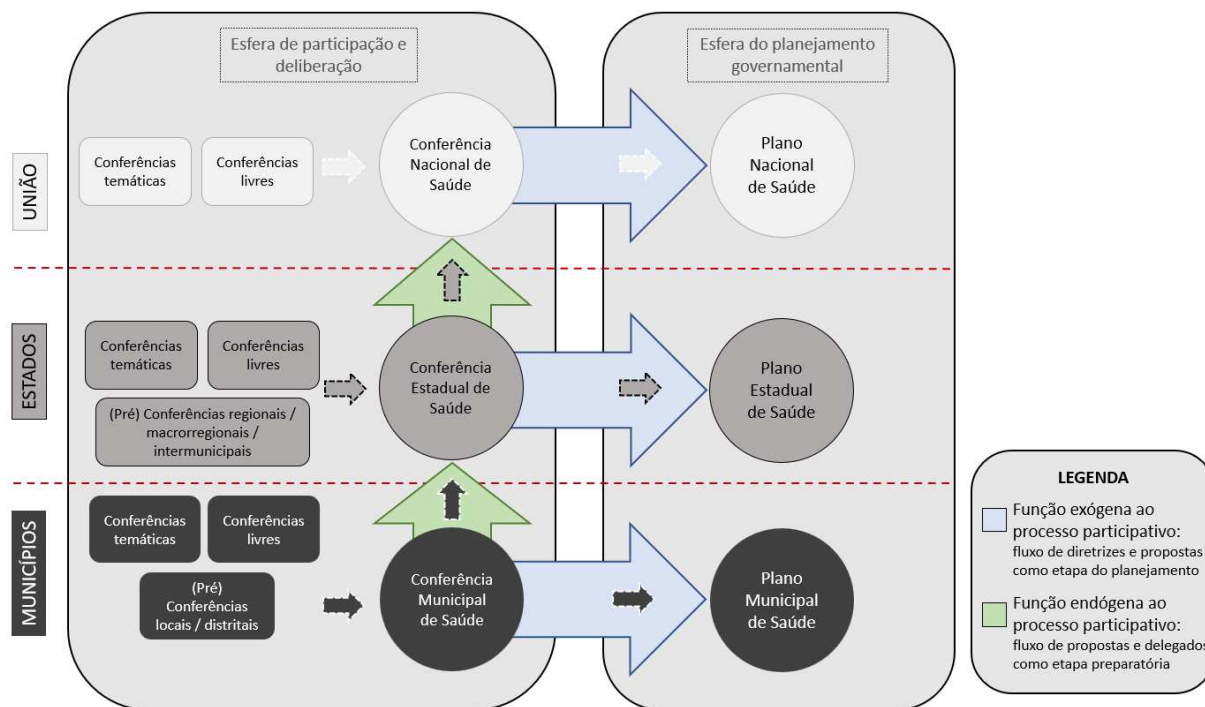 Esfera de participação e
deliberação
Esfera do planejamento
governamental
UNIÃO
Conferências
temáticas
Conferências
livres
Conferência
Nacional de
Saúde
Plano
Nacional
de Saúde
ESTADOS
Conferências
temáticas
Conferências
livres
(Pré) Conferências regionais /
macrorregionais /
intermunicipais
Conferência
Estadual de
Saúde
Plano
Estadual
de Saúde
MUNICÍPIOS
Conferências
temáticas
Conferências
livres
(Pré)
Conferências
locais / distritais
Conferência
Municipal
de Saúde
Plano
Municipal
de Saúde
LEGENDA
Função exógena ao
processo participativo:
fluxo de diretrizes e propostas
como etapa do planejamento
Função endógena ao
processo participativo:
fluxo de propostas e delegados
como etapa preparatória